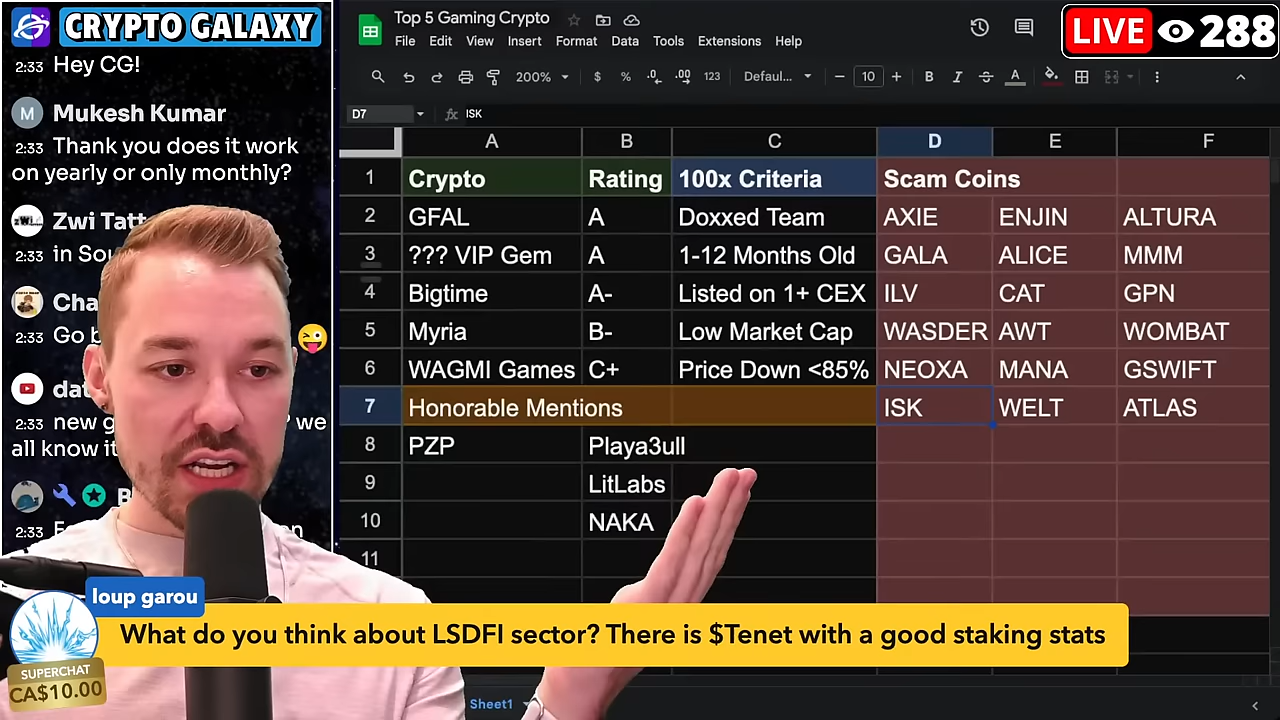 CRYPTO GALAXY
2:33 Hey CG!
M Mukesh Kumar
2:33 Thank you does it work
on yearly or only monthly?
Zwi Tatt
2:33 in Sou
Cha
2:33 Go b
dat
2:33 new g we
all know it
B
2:33
loup garou
What do you think about LSDFI sector? There is $Tenet with a good staking stats
SUPERCHAT
CA$10.00
Top 5 Gaming Crypto
LIVE 288
File Edit View Insert Format Data Tools Extensions Help
200% $ % .0 .00 123 Defaul... − 10 + B I S A
D7 fx ISK
A B C D E F
1 Crypto Rating 100x Criteria Scam Coins
2 GFAL A Doxxed Team AXIE ENJIN ALTURA
3 ??? VIP Gem A 1-12 Months Old GALA ALICE MMM
4 Bigtime A- Listed on 1+ CEX ILV CAT GPN
5 Myria B- Low Market Cap WASDER AWT WOMBAT
6 WAGMI Games C+ Price Down <85% NEOXA MANA GSWIFT
7 Honorable Mentions ISK WELT ATLAS
8 PZP Playa3ull
9 LitLabs
10 NAKA
11
Sheet1